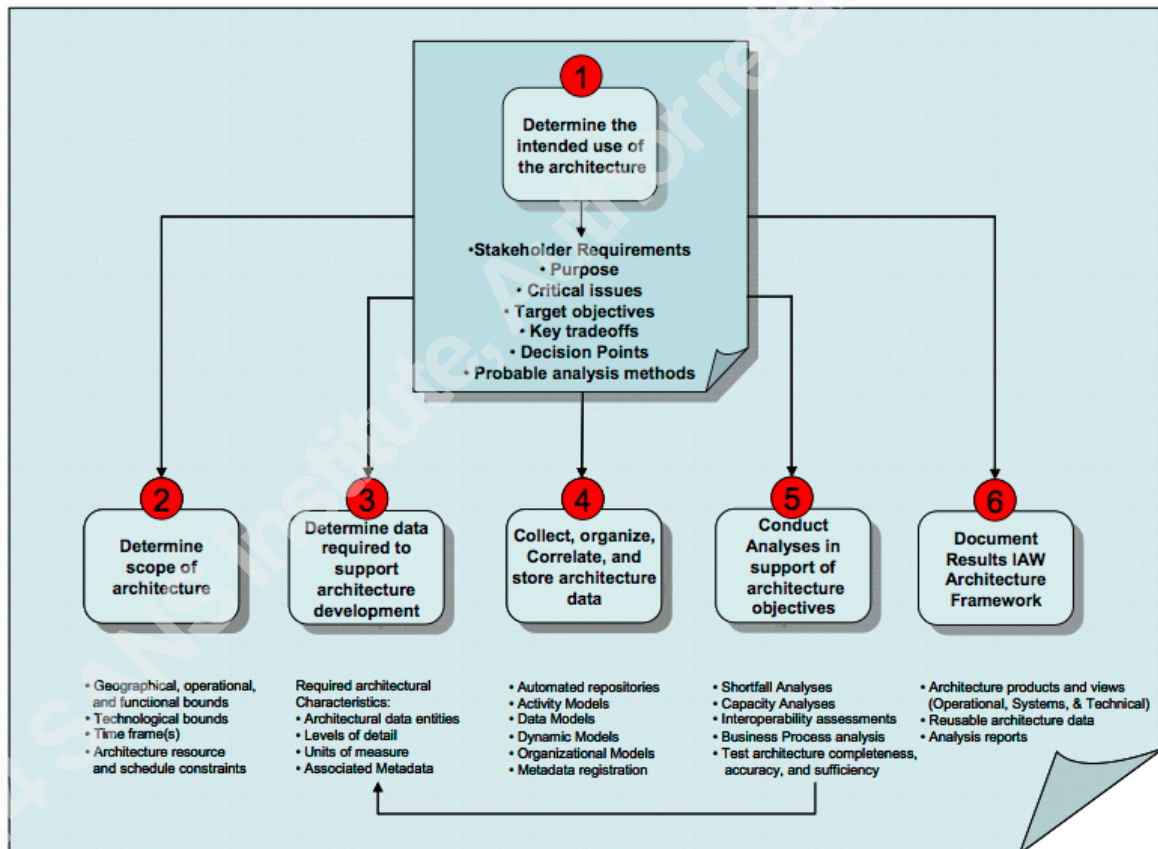 1
Determine the
intended use of
the architecture
•Stakeholder Requirements
• Purpose
• Critical issues
• Target objectives
• Key tradeoffs
• Decision Points
• Probable analysis methods
2
Determine
scope of
architecture
• Geographical, operational,
and functional bounds
• Technological bounds
• Time frame(s)
• Architecture resource
and schedule constraints
3
Determine data
required to
support
architecture
development
Required architectural
Characteristics:
• Architectural data entities
• Levels of detail
• Units of measure
• Associated Metadata
4
Collect, organize,
Correlate, and
store architecture
data
• Automated repositories
• Activity Models
• Data Models
• Dynamic Models
• Organizational Models
• Metadata registration
5
Conduct
Analyses in
support of
architecture
objectives
• Shortfall Analyses
• Capacity Analyses
• Interoperability assessments
• Business Process analysis
• Test architecture completeness,
accuracy, and sufficiency
6
Document
Results IAW
Architecture
Framework
• Architecture products and views
(Operational, Systems, & Technical)
• Reusable architecture data
• Analysis reports
4 SANS Institute, Author retai